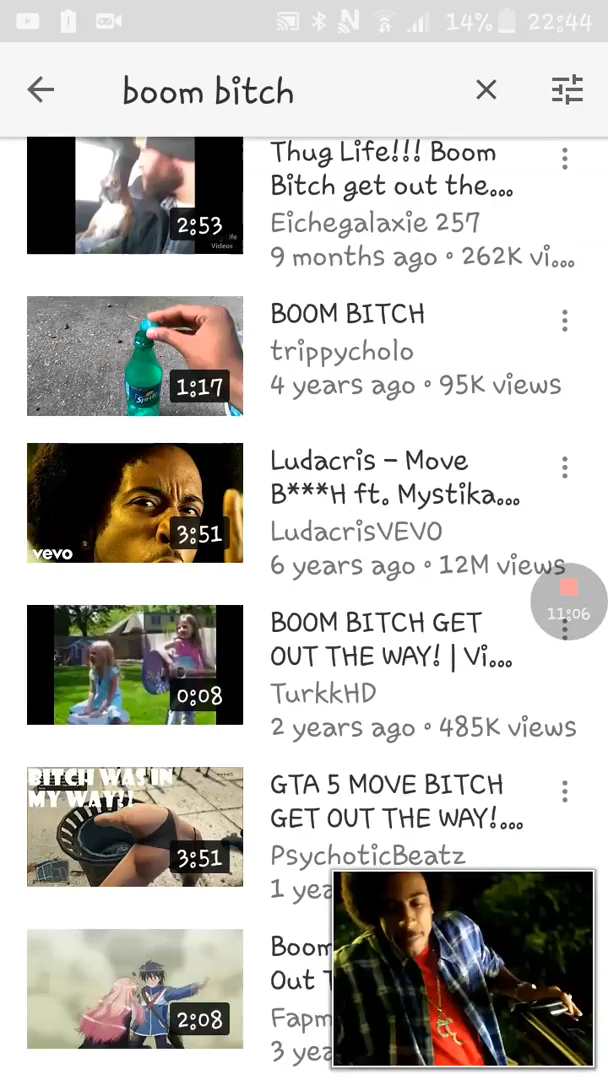 14% 22:44
boom bitch
Thug Life!!! Boom
Bitch get out the...
Eichegalaxie 257
9 months ago • 262K vi...
2:53
Videos
BOOM BITCH
trippycholo
4 years ago • 95K views
Sprite
1:17
Ludacris – Move
B***H ft. Mystika...
LudacrisVEVO
6 years ago • 12M views
vevo
3:51
11:06
BOOM BITCH GET
OUT THE WAY! | Vi...
TurkkHD
2 years ago • 485K views
0:08
BITCH WAS IN
MY WAY!!
GTA 5 MOVE BITCH
GET OUT THE WAY!...
PsychoticBeatz
1 yea
3:51
Boom
Out T
Fapm
3 yea
2:08